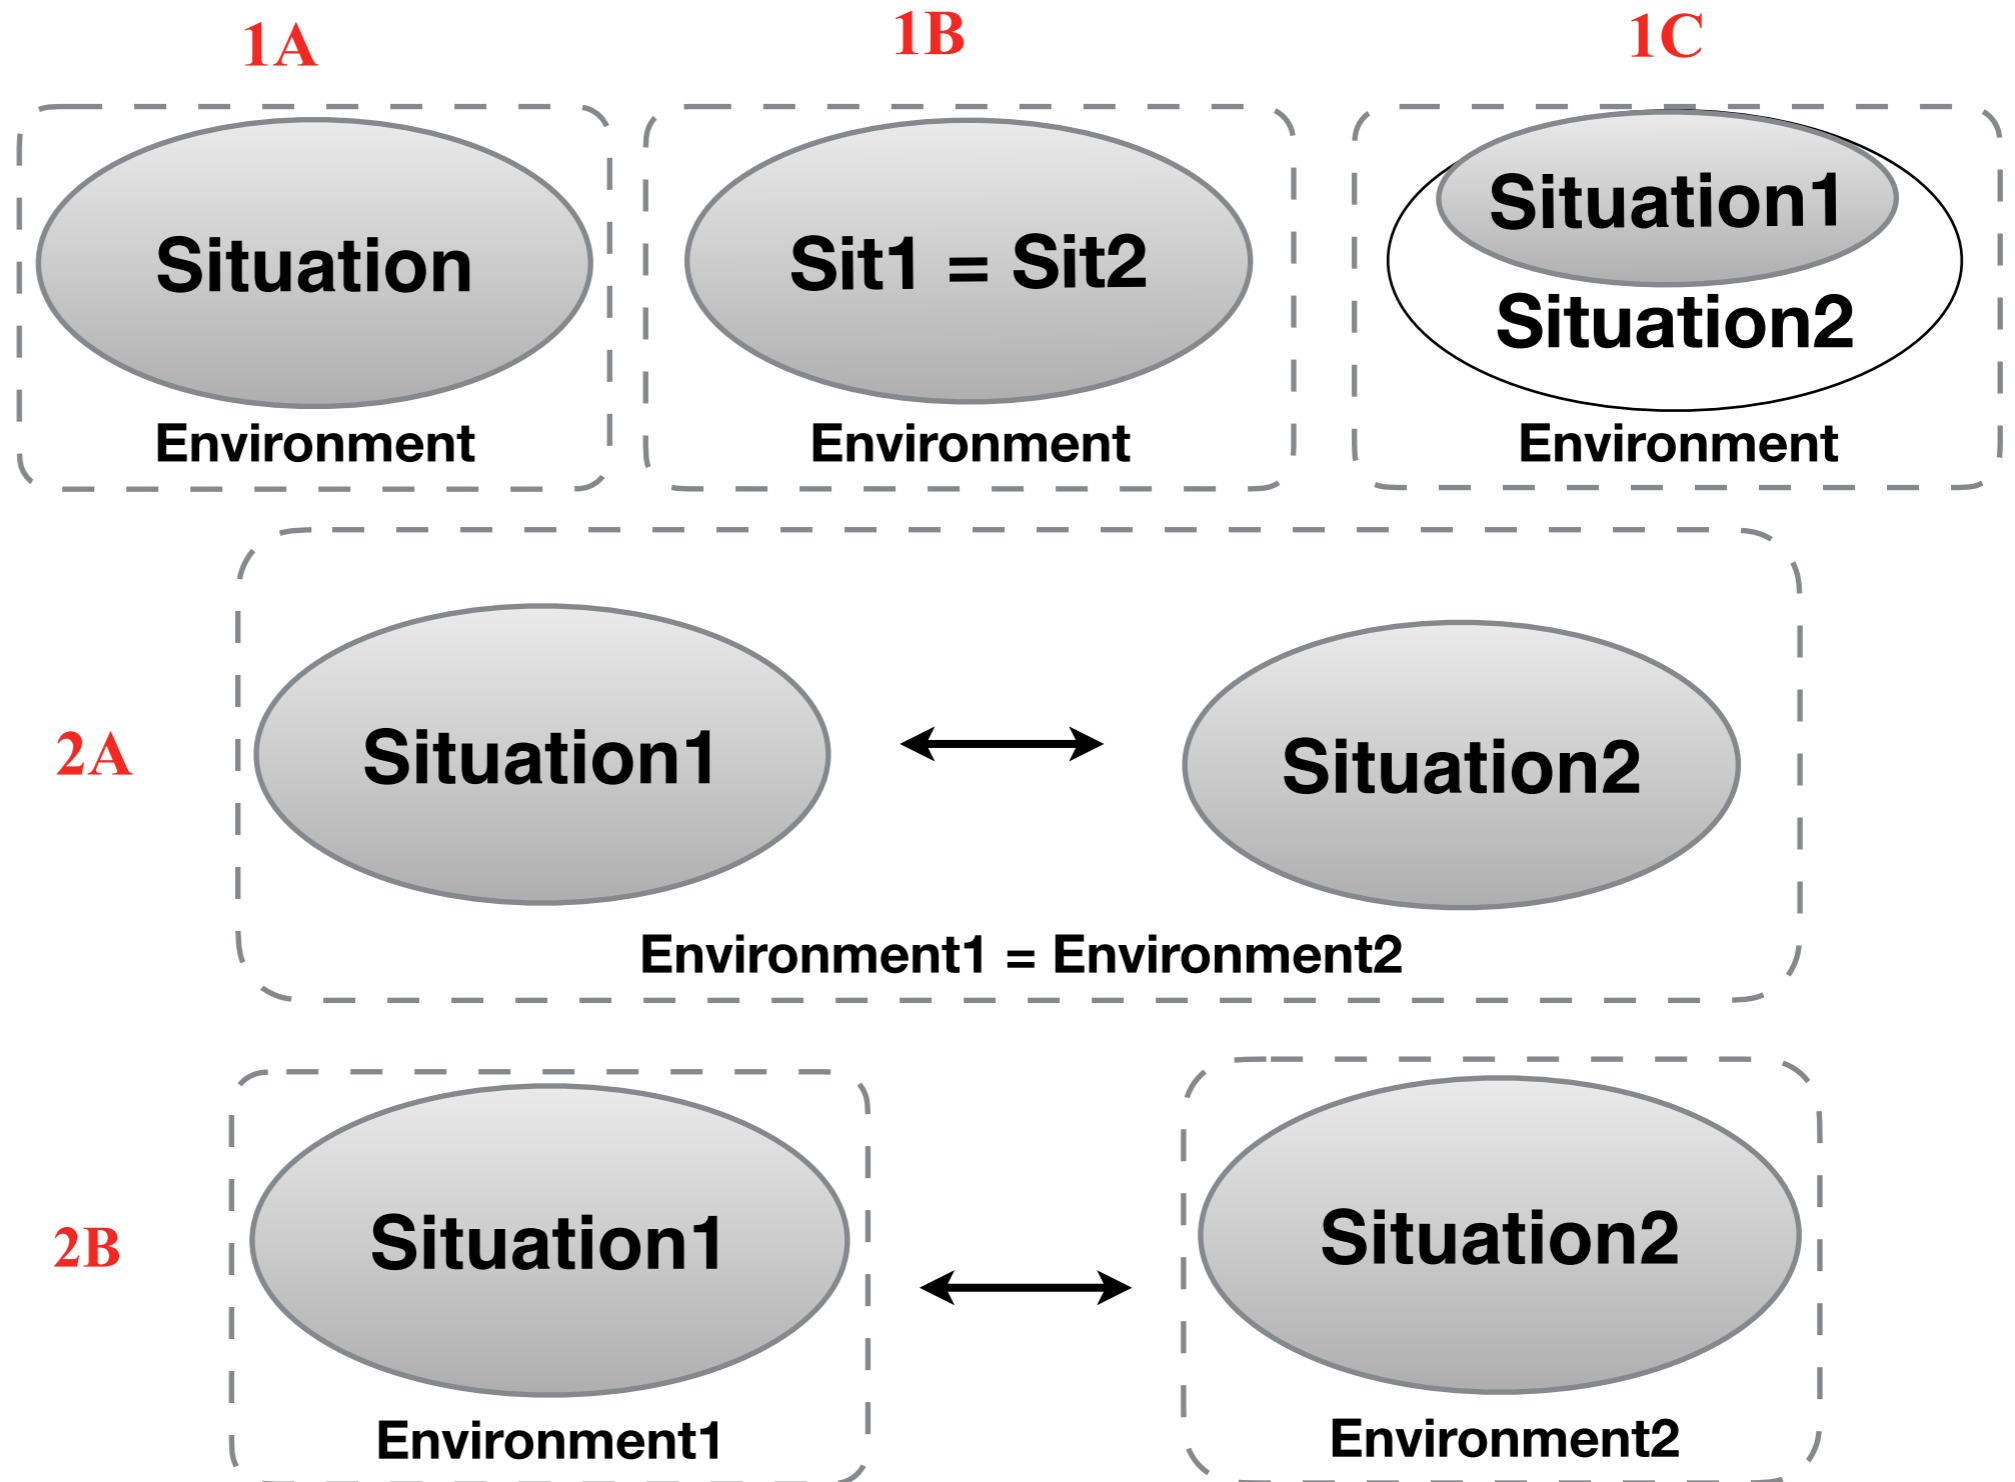 1A
1B
1C
Situation
Environment
Sit1 = Sit2
Environment
Situation1
Situation2
Environment
2A
Situation1
Situation2
Environment1 = Environment2
2B
Situation1
Environment1
Situation2
Environment2